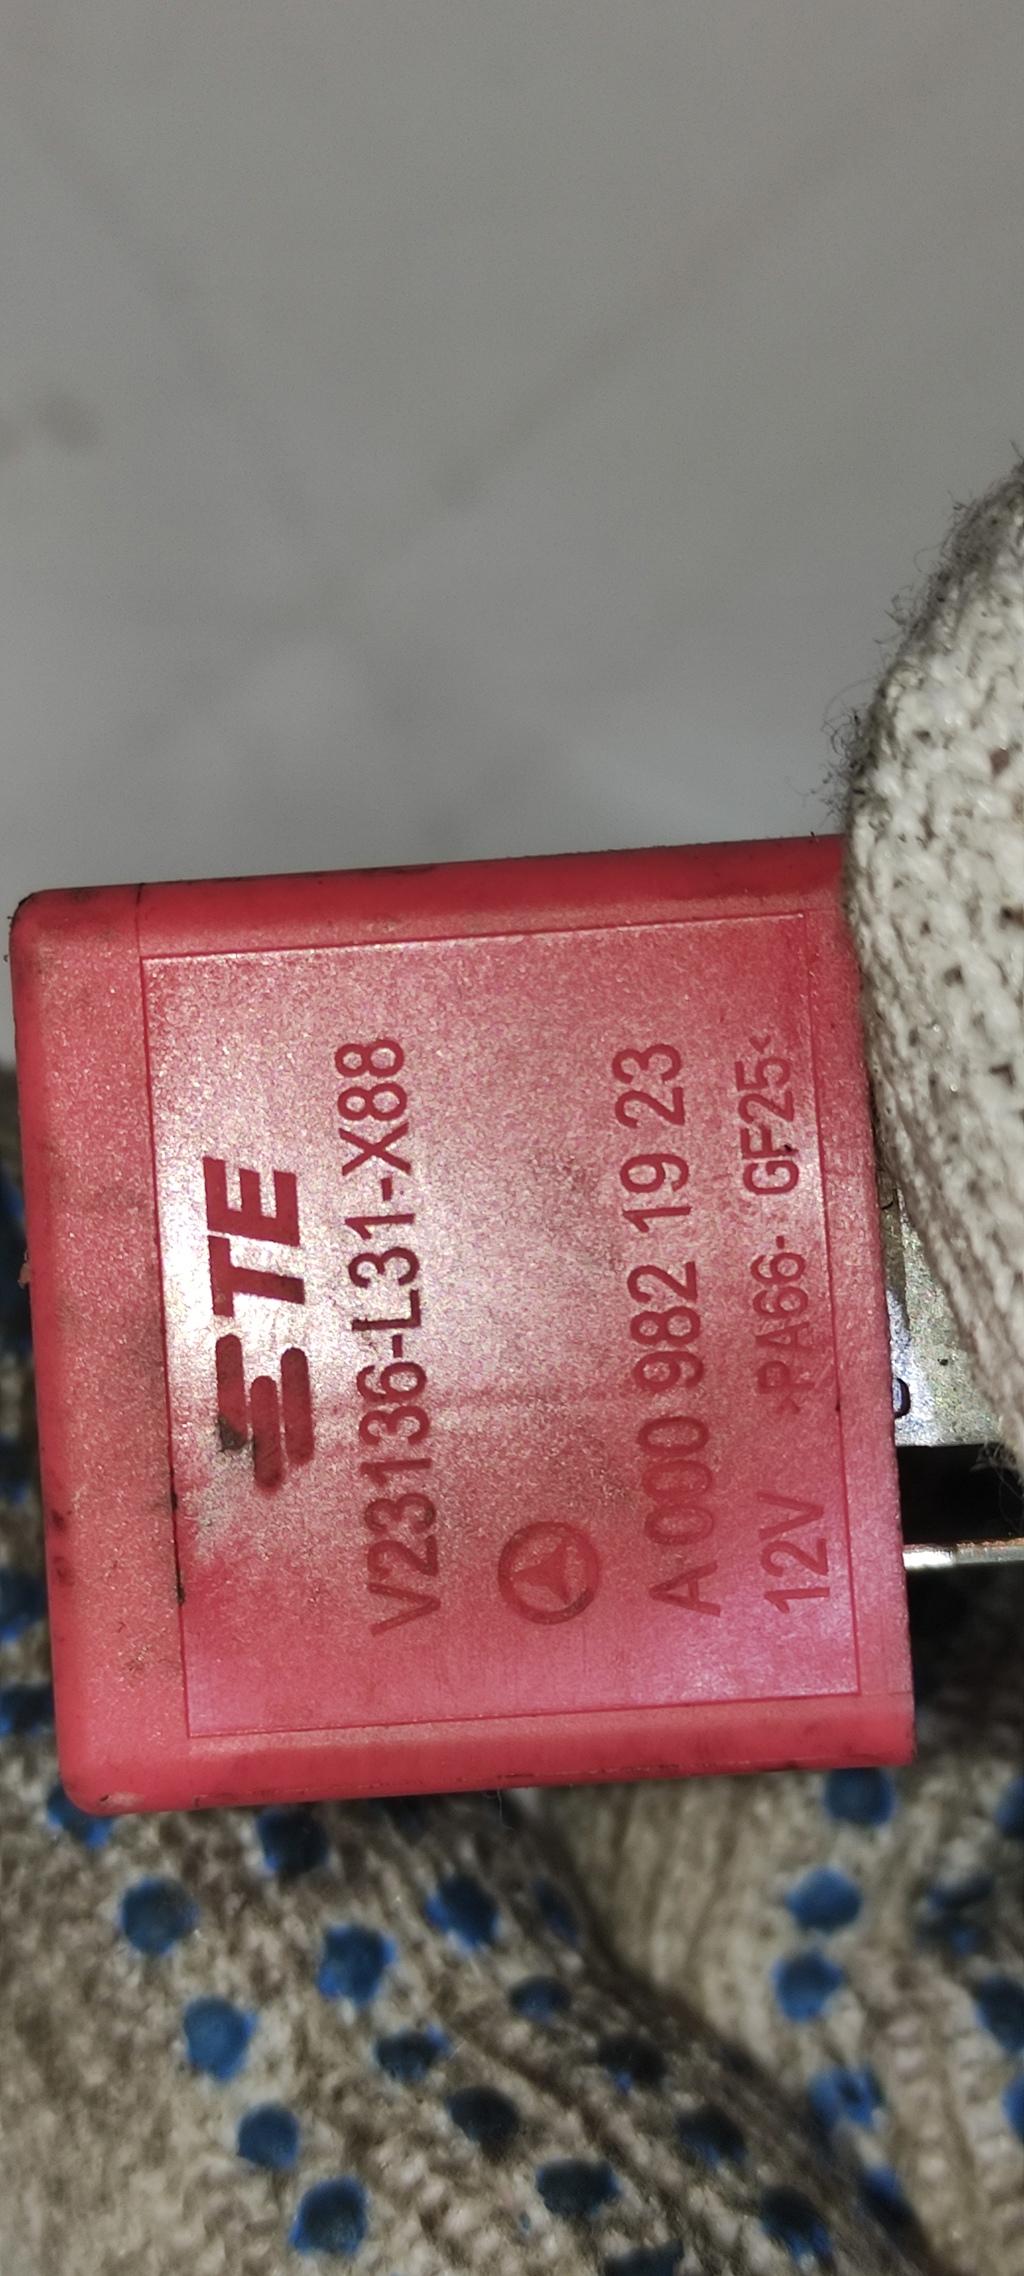 TE
V23136-L31-X88
A 000 982 19 23
12V >PA66- GF25<